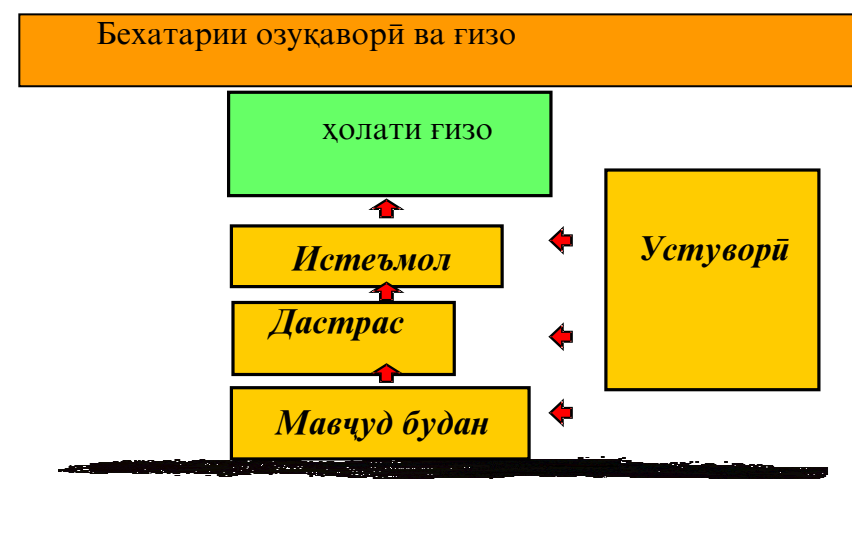 Бехатарии озуқаворӣ ва ғизо
ҳолати ғизо
Истеъмол
Устуворӣ
Дастрас
Мавҷуд будан